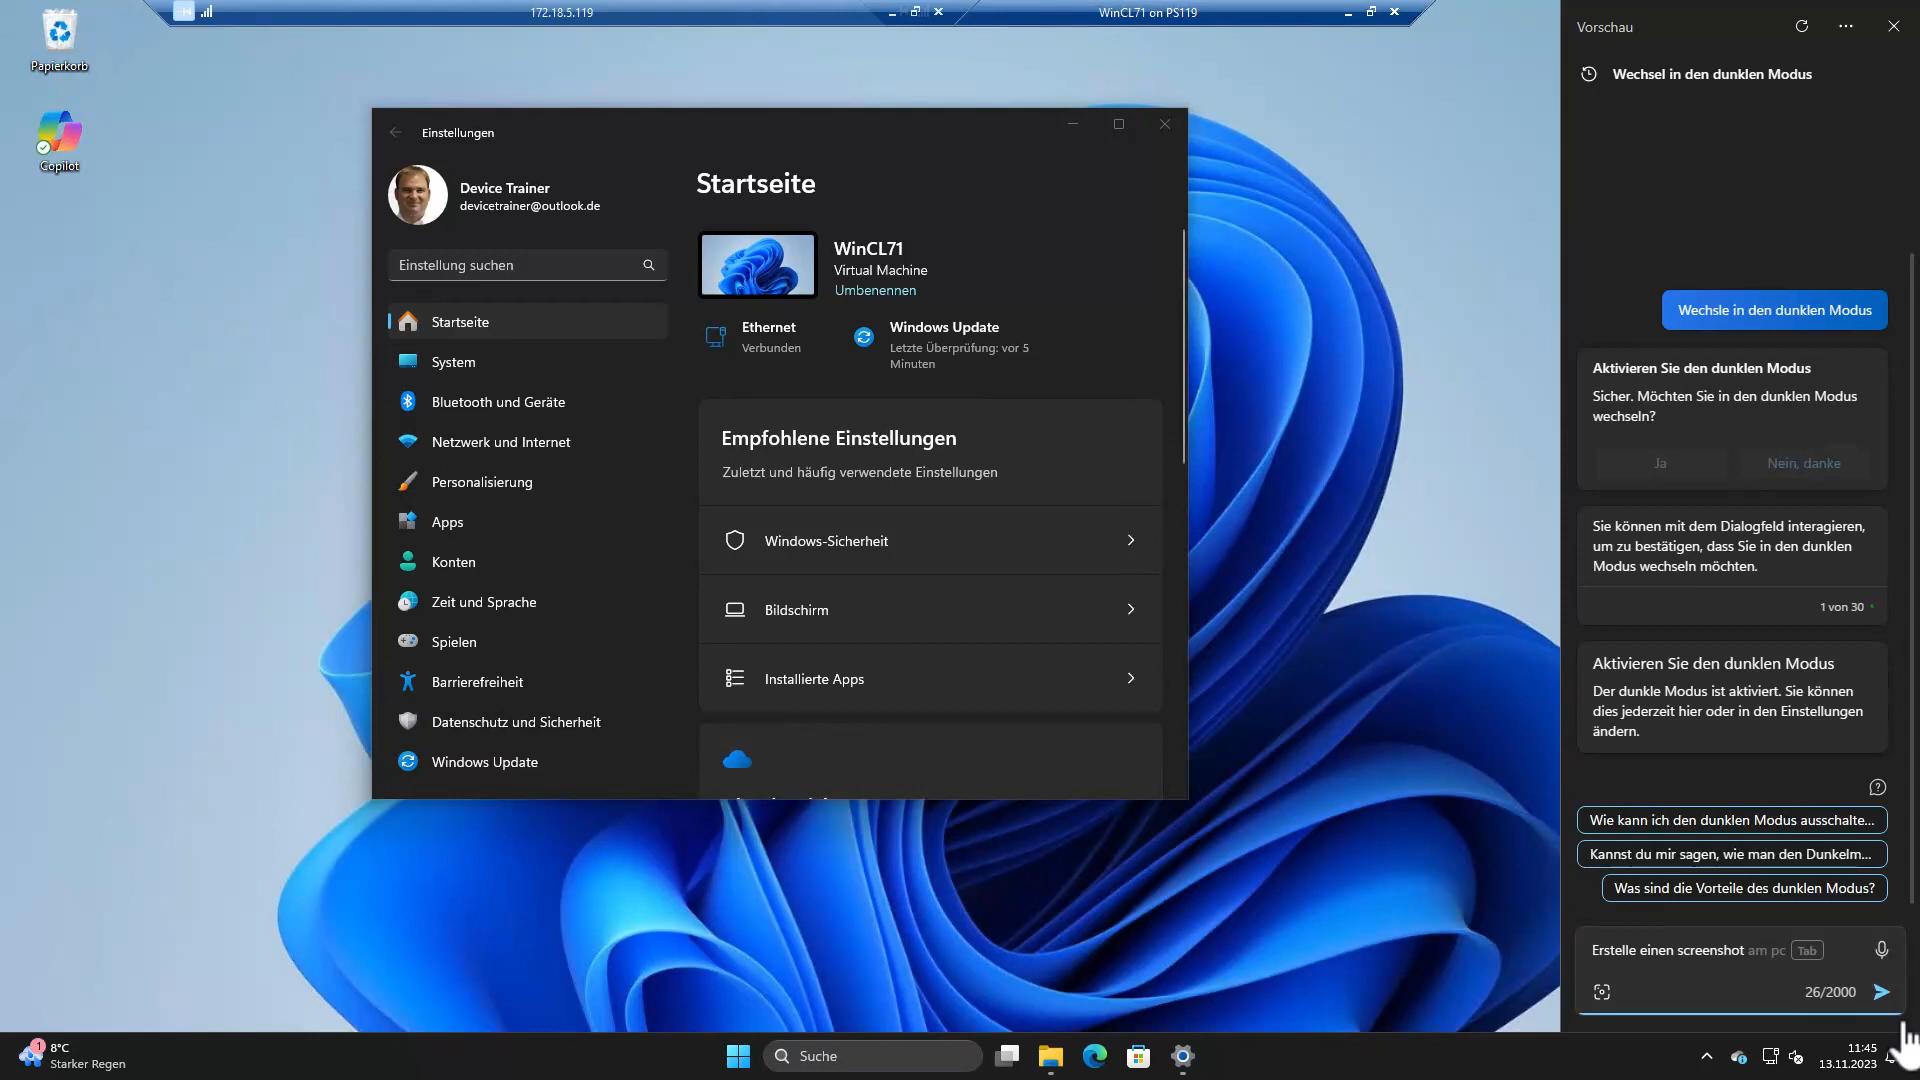 172.18.5.119
WinCL71 on PS119
Papierkorb
Copilot
Einstellungen
Device Trainer
devicetrainer@outlook.de
Einstellung suchen
Startseite
System
Bluetooth und Geräte
Netzwerk und Internet
Personalisierung
Apps
Konten
Zeit und Sprache
Spielen
Barrierefreiheit
Datenschutz und Sicherheit
Windows Update
Startseite
WinCL71
Virtual Machine
Umbenennen
Ethernet
Verbunden
Windows Update
Letzte Überprüfung: vor 5
Minuten
Empfohlene Einstellungen
Zuletzt und häufig verwendete Einstellungen
Windows-Sicherheit
Bildschirm
Installierte Apps
Vorschau
Wechsel in den dunklen Modus
Wechsle in den dunklen Modus
Aktivieren Sie den dunklen Modus
Sicher. Möchten Sie in den dunklen Modus
wechseln?
Ja
Nein, danke
Sie können mit dem Dialogfeld interagieren,
um zu bestätigen, dass Sie in den dunklen
Modus wechseln möchten.
1 von 30
Aktivieren Sie den dunklen Modus
Der dunkle Modus ist aktiviert. Sie können
dies jederzeit hier oder in den Einstellungen
ändern.
Wie kann ich den dunklen Modus ausschalte...
Kannst du mir sagen, wie man den Dunkelm...
Was sind die Vorteile des dunklen Modus?
Erstelle einen screenshot am pc Tab
26/2000
1
8°C
Starker Regen
Suche
11:45
13.11.2023